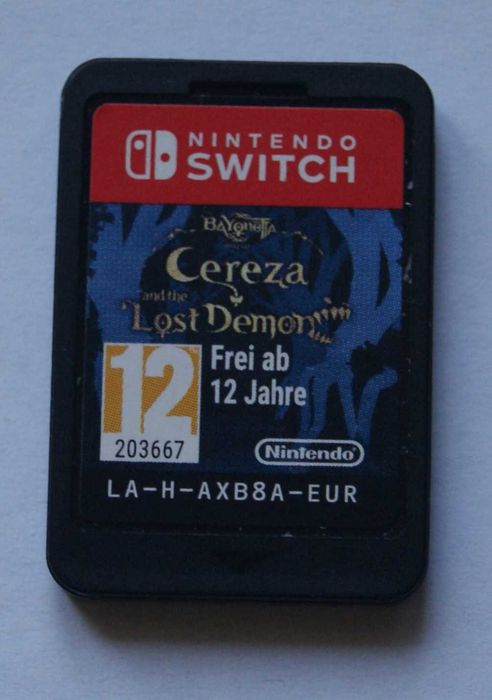 NINTENDO
SWITCH
BAYONETTA
Cereza
and the
Lost Demon
12
203667
Frei ab
12 Jahre
Nintendo
LA-H-AXB8A-EUR